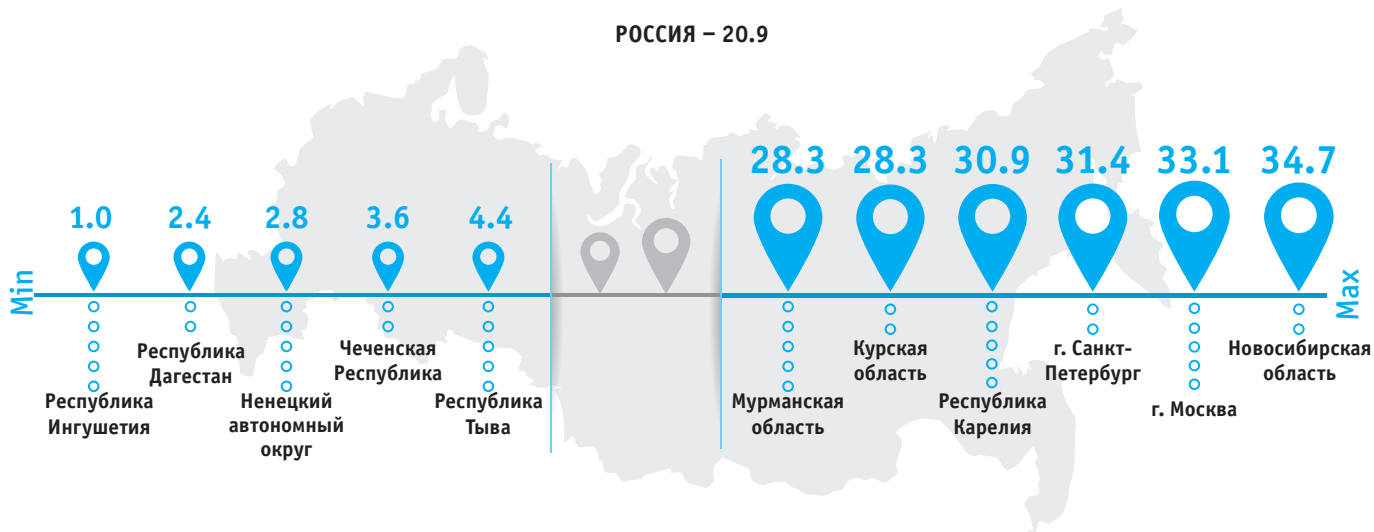 РОССИЯ – 20.9
Min
1.0
Республика
Ингушетия
2.4
Республика
Дагестан
2.8
Ненецкий
автономный
округ
3.6
Чеченская
Республика
4.4
Республика
Тыва
28.3
Мурманская
область
28.3
Курская
область
30.9
Республика
Карелия
31.4
г. Санкт-
Петербург
33.1
г. Москва
34.7
Новосибирская
область
Max